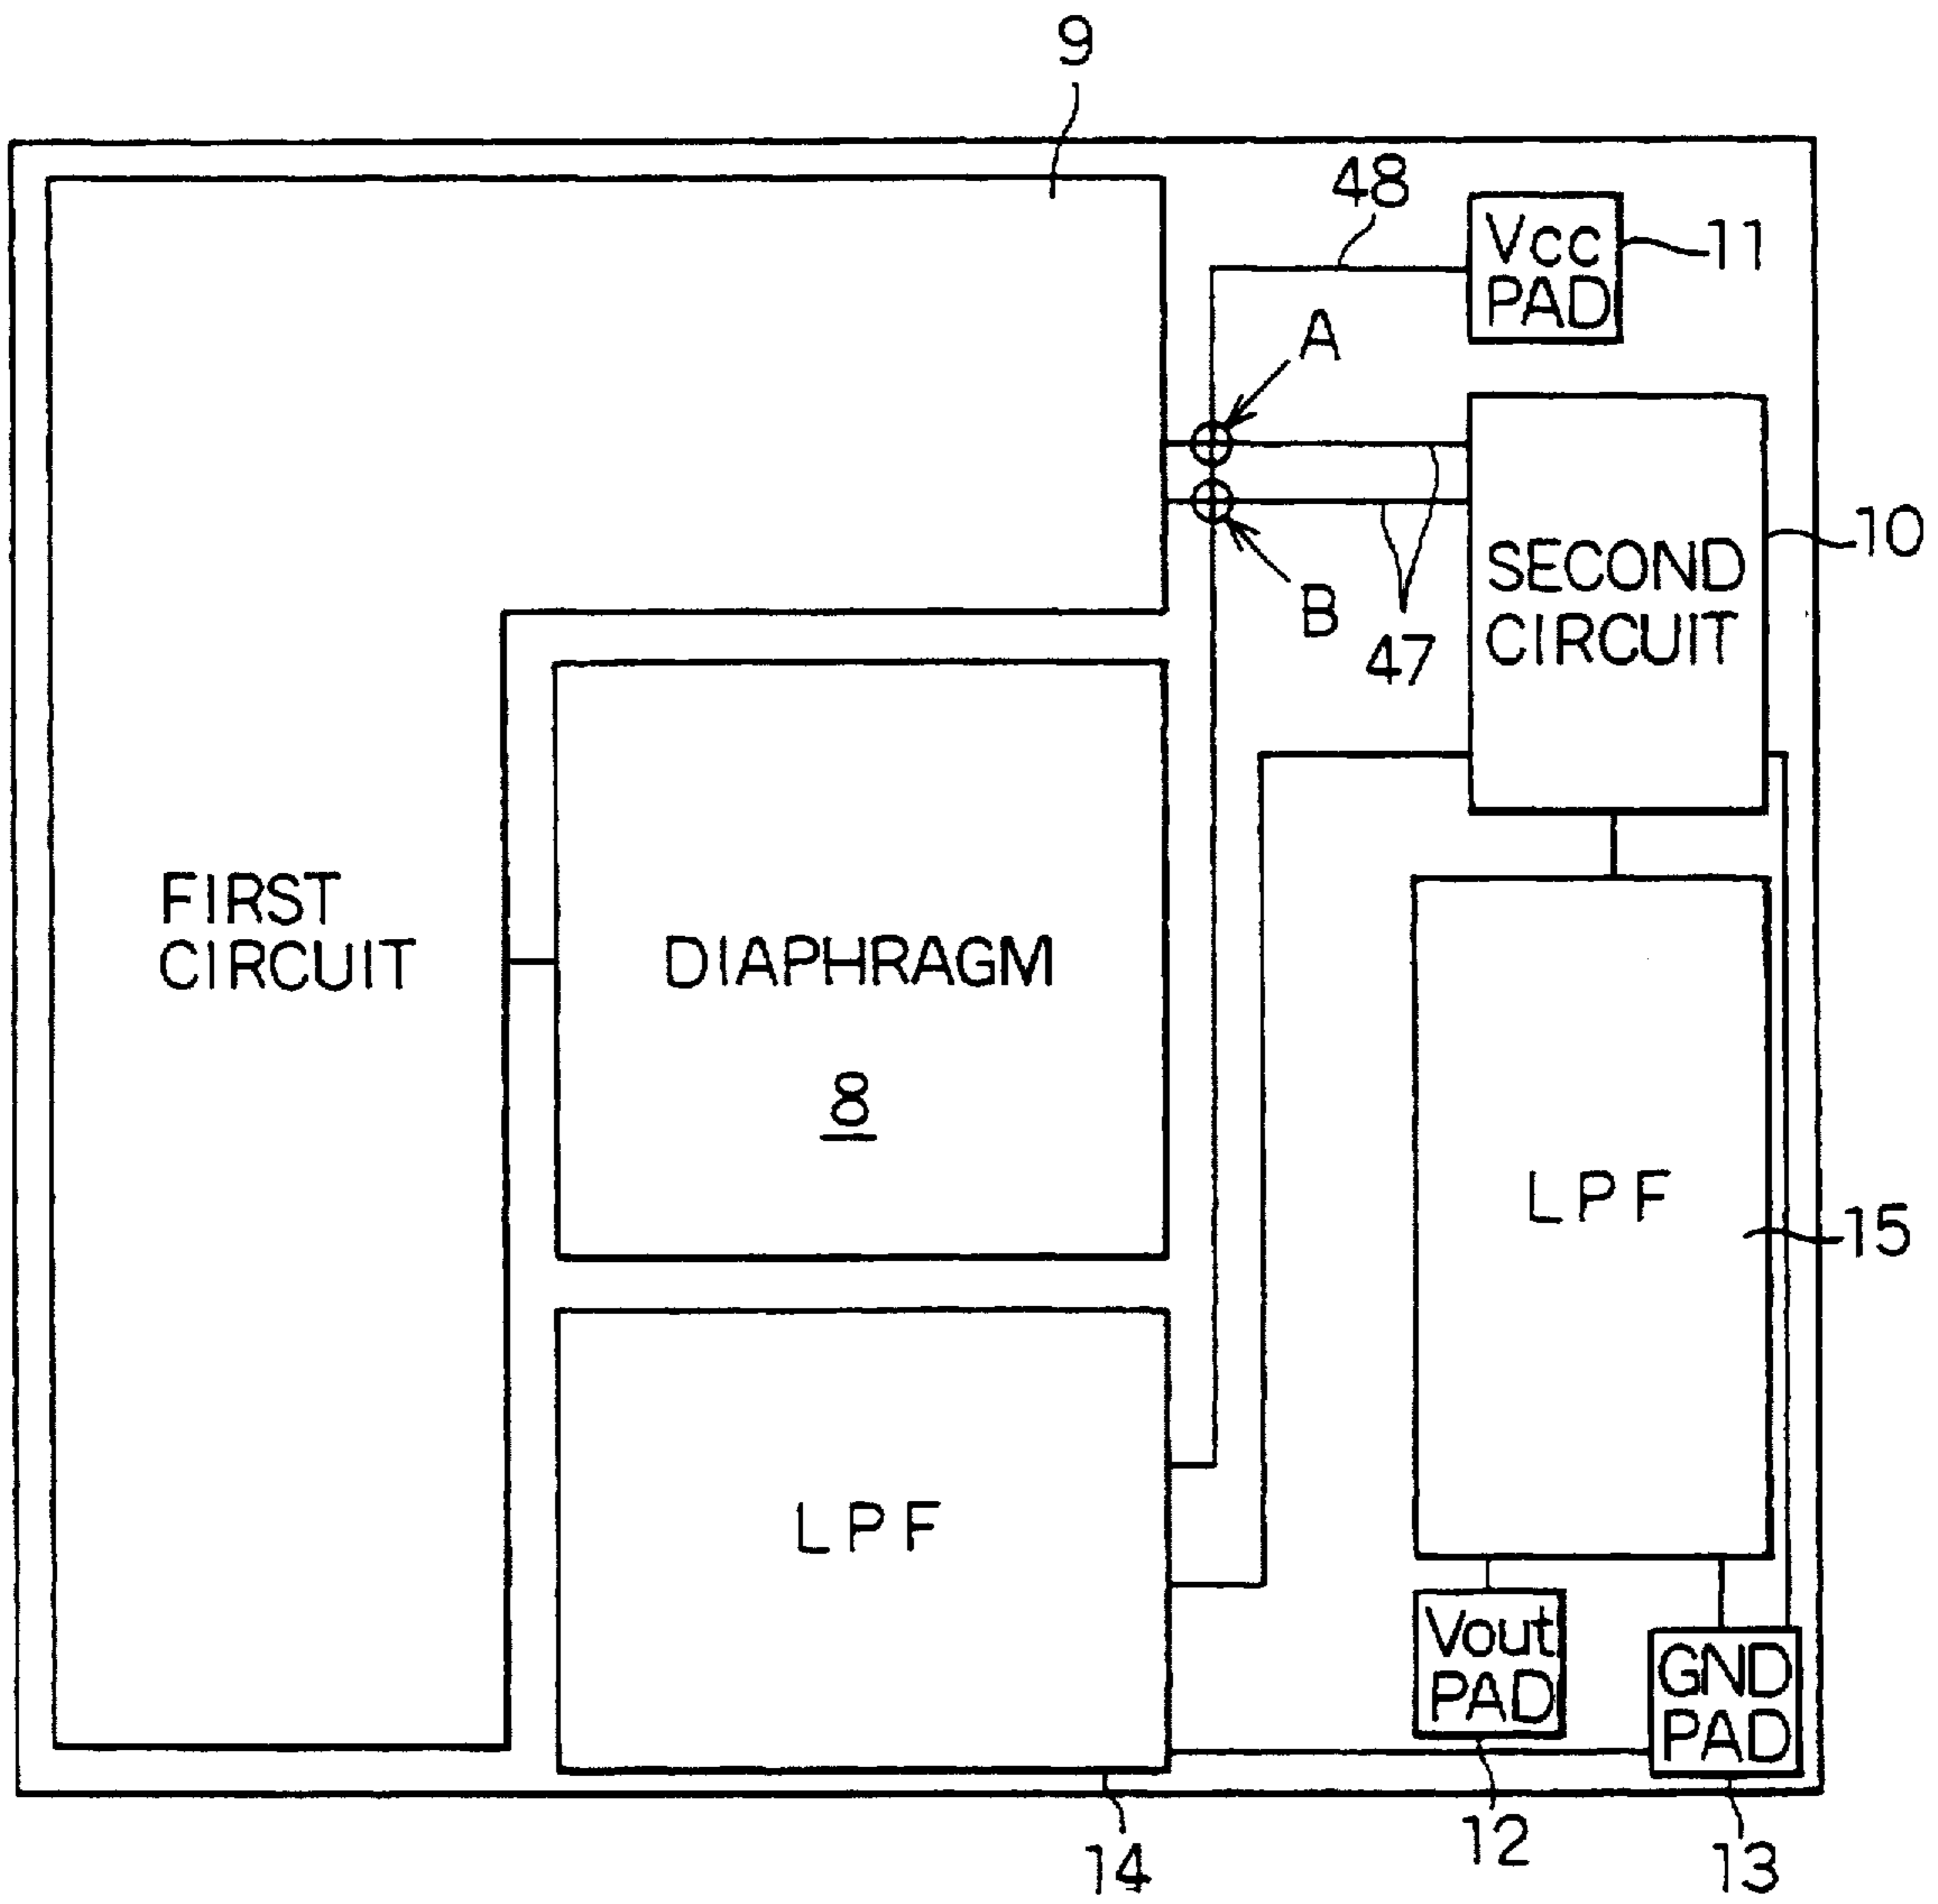 9
48
Vcc
PAD
11
A
B
47
SECOND
CIRCUIT
10
FIRST
CIRCUIT
DIAPHRAGM
8
LPF
15
LPF
Vout
PAD
GND
PAD
14
12
13